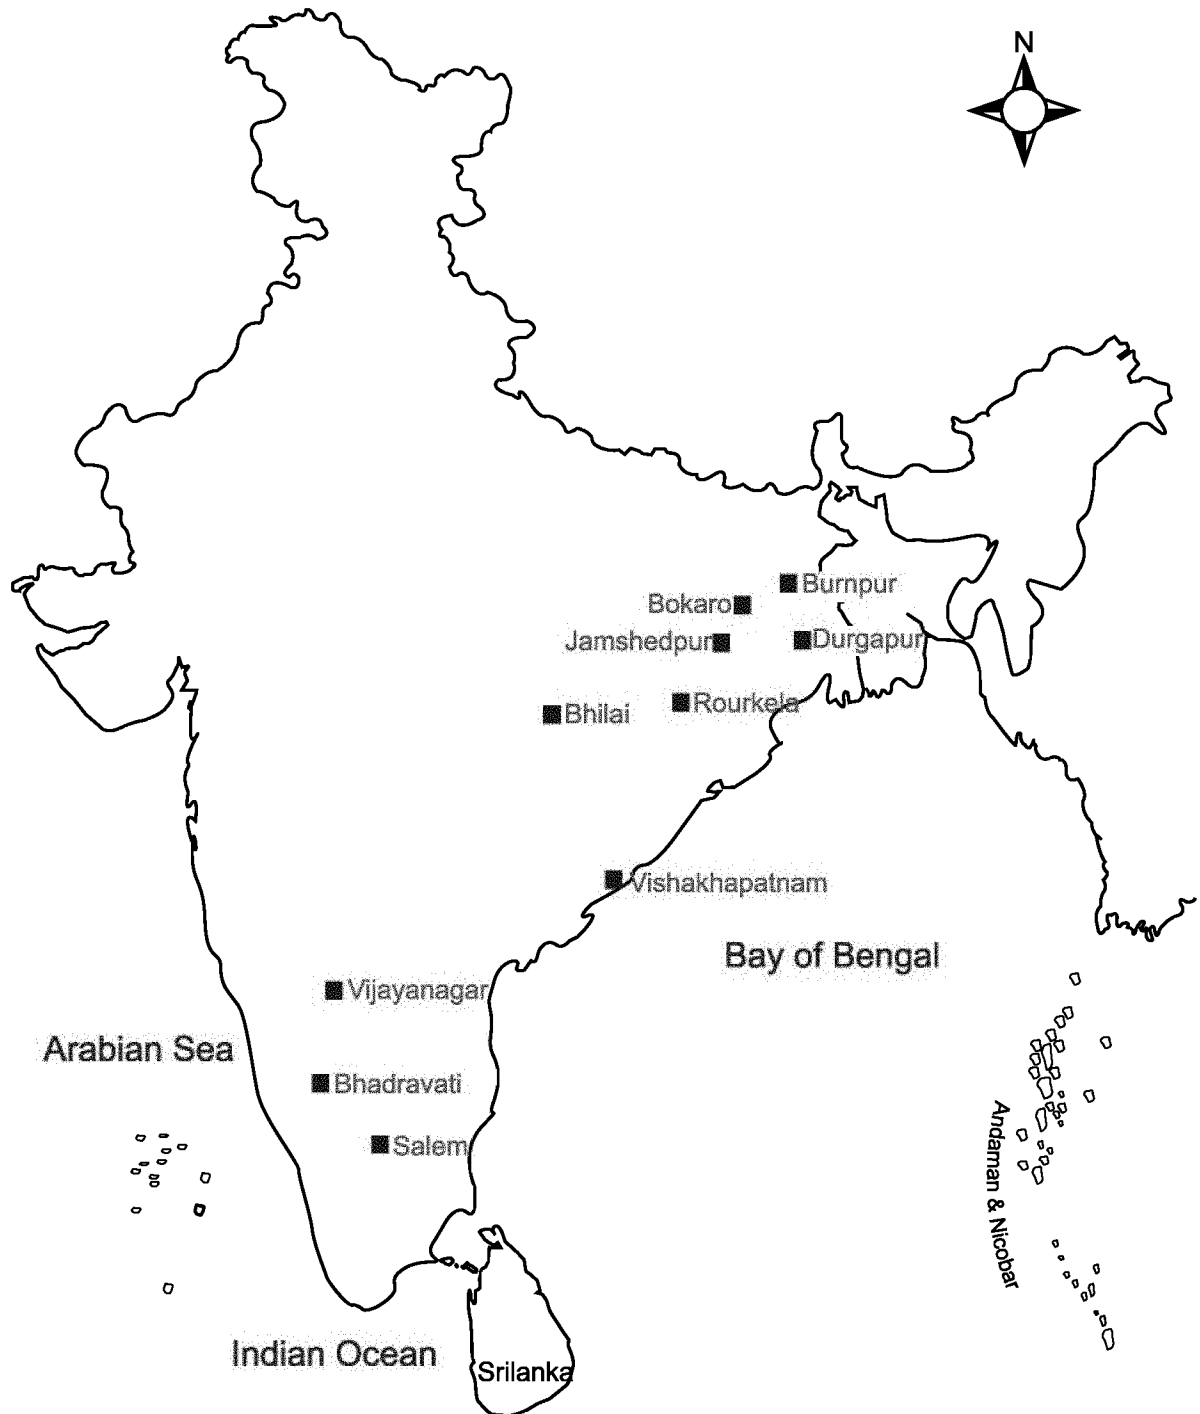 N
Burnpur
Bokaro
Jamshedpur
Durgapur
Rourkela
Bhilai
Vishakhapatnam
Bay of Bengal
Vijayanagar
Arabian Sea
Bhadravati
Salem
Andaman & Nicobar
Indian Ocean
Srilanka